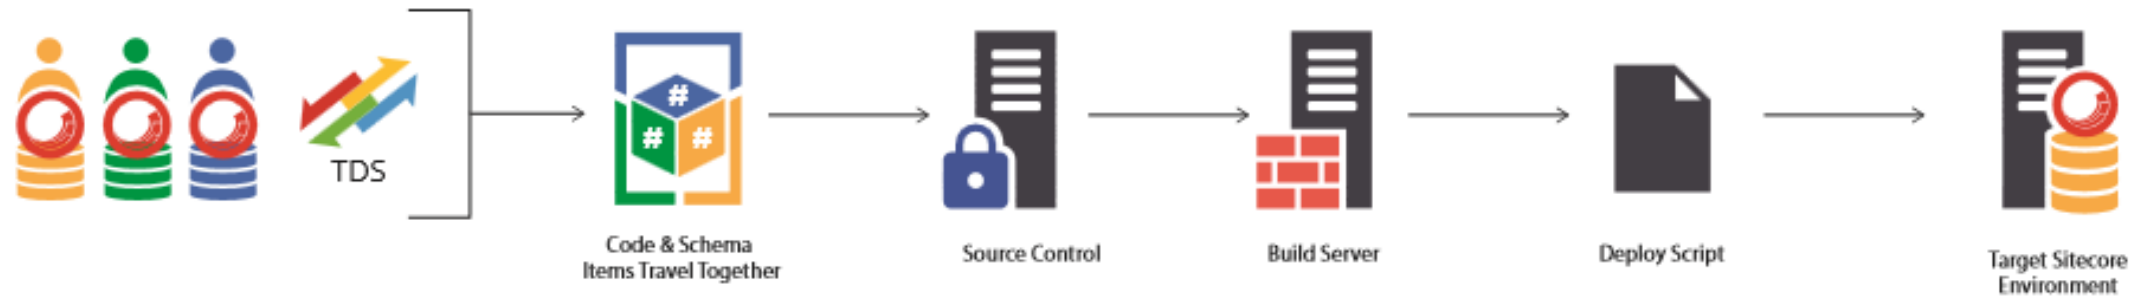 TDS
# 
# #
Code & Schema
Items Travel Together
Source Control
Build Server
Deploy Script
Target Sitecore
Environment